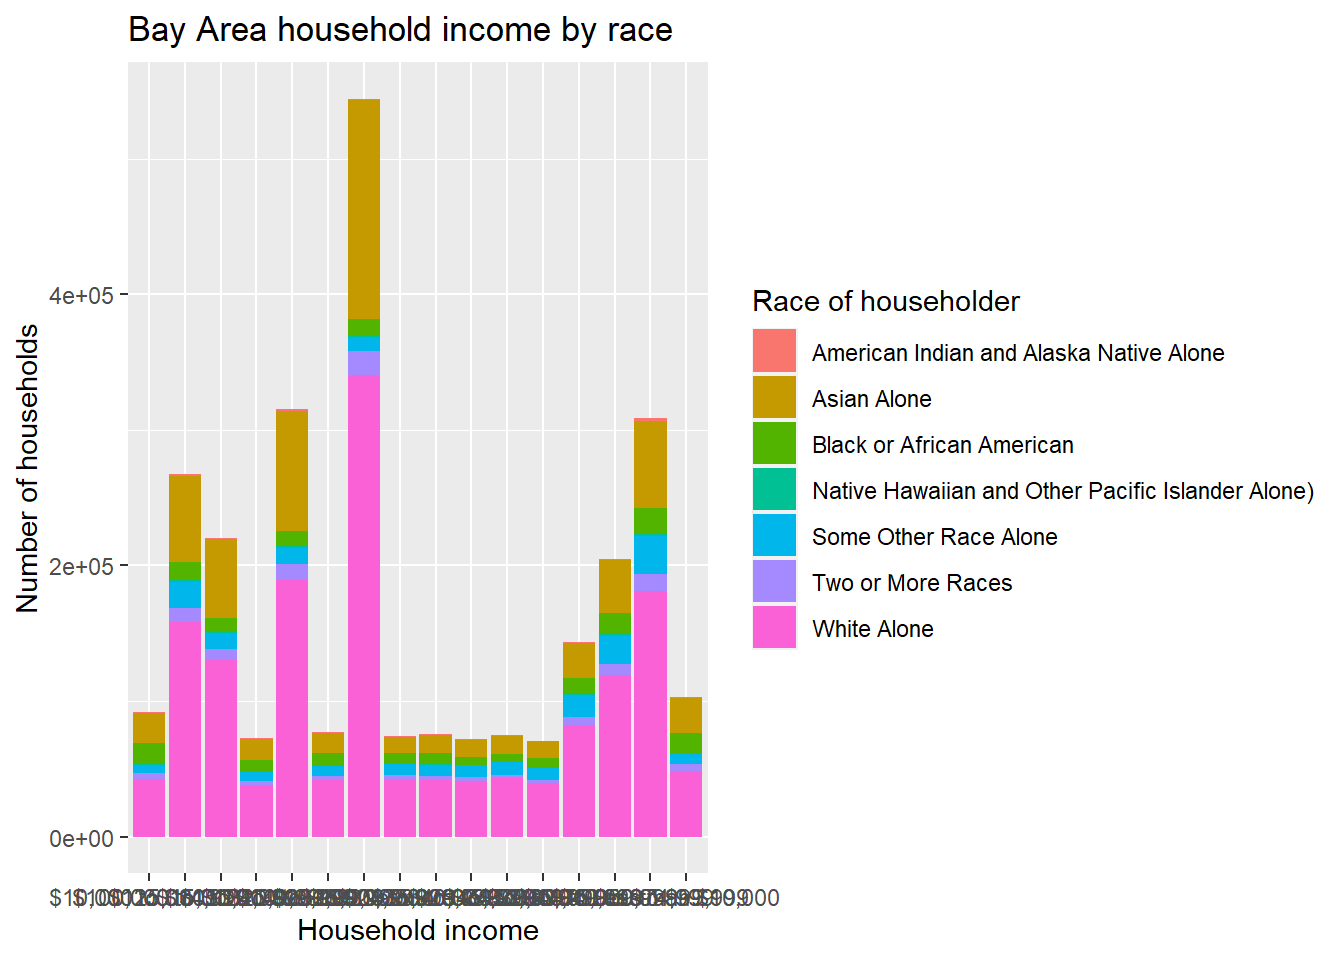 Bay Area household income by race
Number of households
4e+05
2e+05
0e+00
Household income
Race of householder
American Indian and Alaska Native Alone
Asian Alone
Black or African American
Native Hawaiian and Other Pacific Islander Alone)
Some Other Race Alone
Two or More Races
White Alone